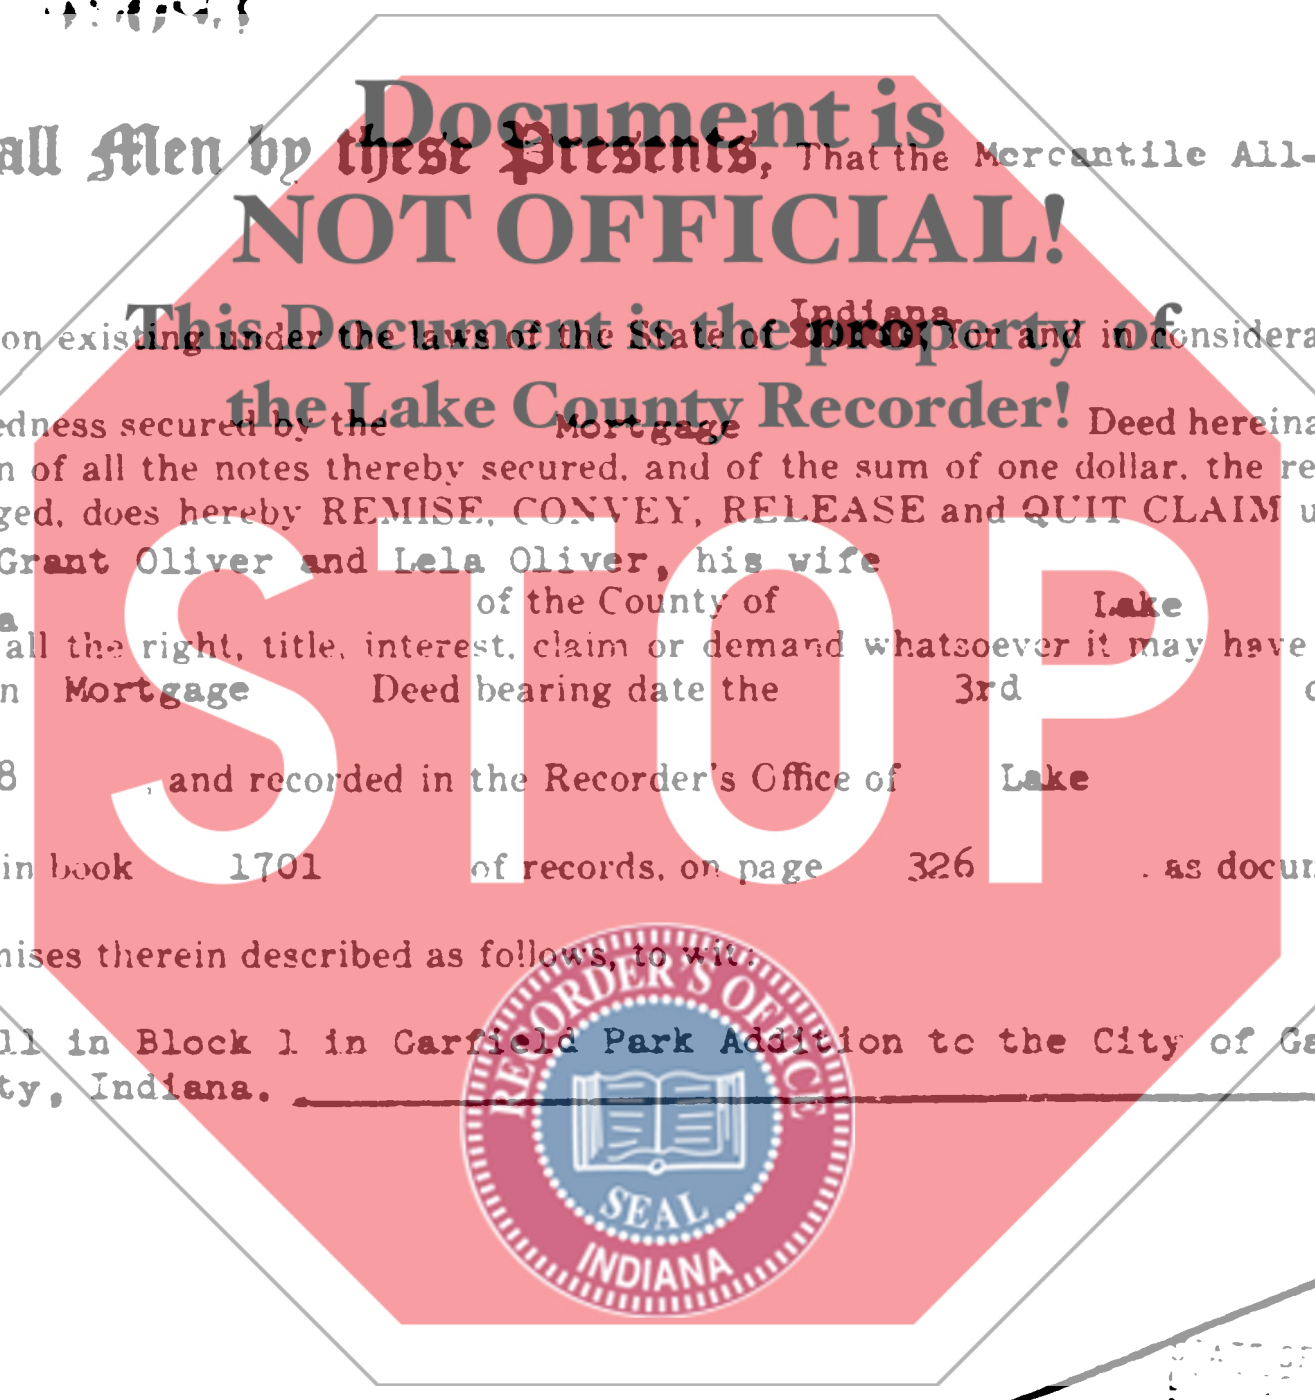 Document is
all Men by these Presents, That the Mercantile All-
NOT OFFICIAL!
Indiana
on existing under the laws of the State of for and in considera
This Document is the property of
the Lake County Recorder!
edness secured by the Mortgage Deed hereina
n of all the notes thereby secured, and of the sum of one dollar, the re
ged, does hereby REMISE, CONVEY, RELEASE and QUIT CLAIM u
Grant Oliver and Lela Oliver, his wife
a of the County of Lake
all the right, title, interest, claim or demand whatsoever it may have
n Mortgage Deed bearing date the 3rd
STOP
8 , and recorded in the Recorder's Office of Lake
in book 1701 of records, on page 326 . as docum
nises therein described as follows, to wit:
11 in Block 1 in Garfield Park Addition to the City of Ga
ty, Indiana.
RECORDER'S OFFICE
SEAL
INDIANA
STATE OF